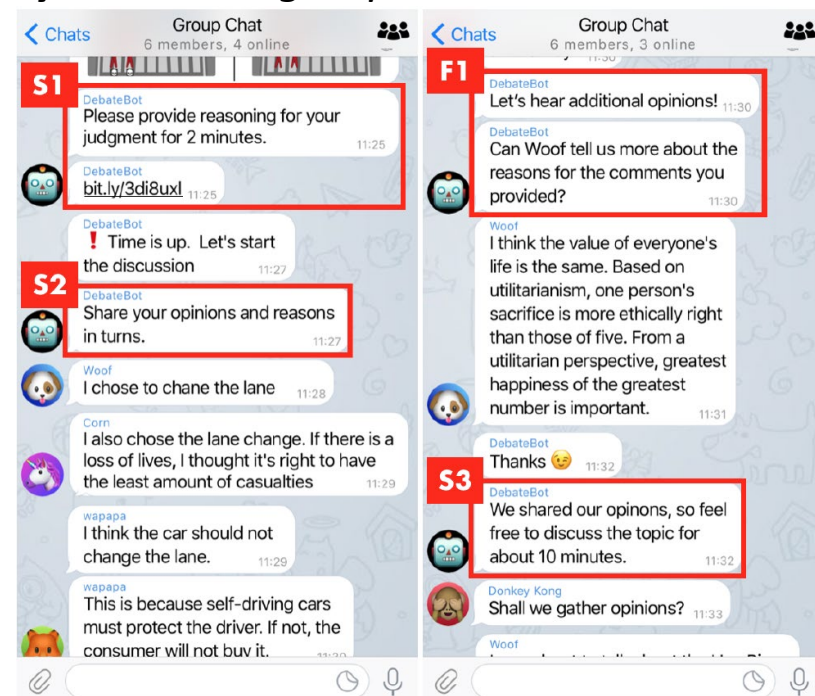 Chats
Group Chat
6 members, 4 online
S1
DebateBot
Please provide reasoning for your
judgment for 2 minutes.
11:25
DebateBot
bit.ly/3di8uxl 11:25
DebateBot
❗ Time is up. Let's start
the discussion
11:27
S2
DebateBot
Share your opinions and reasons
in turns.
11:27
Woof
I chose to chane the lane 11:28
Corn
I also chose the lane change. If there is a
loss of lives, I thought it's right to have
the least amount of casualties 11:29
wapapa
I think the car should not
change the lane.
11:29
wapapa
This is because self-driving cars
must protect the driver. If not, the
consumer will not buy it.
Chats
Group Chat
6 members, 3 online
11:30
F1
DebateBot
Let's hear additional opinions! 11:30
DebateBot
Can Woof tell us more about the
reasons for the comments you
provided?
11:30
Woof
I think the value of everyone's
life is the same. Based on
utilitarianism, one person's
sacrifice is more ethically right
than those of five. From a
utilitarian perspective, greatest
happiness of the greatest
number is important.
11:31
DebateBot
Thanks 😉 11:32
S3
DebateBot
We shared our opinons, so feel
free to discuss the topic for
about 10 minutes.
11:32
Donkey Kong
Shall we gather opinions? 11:33
Woof